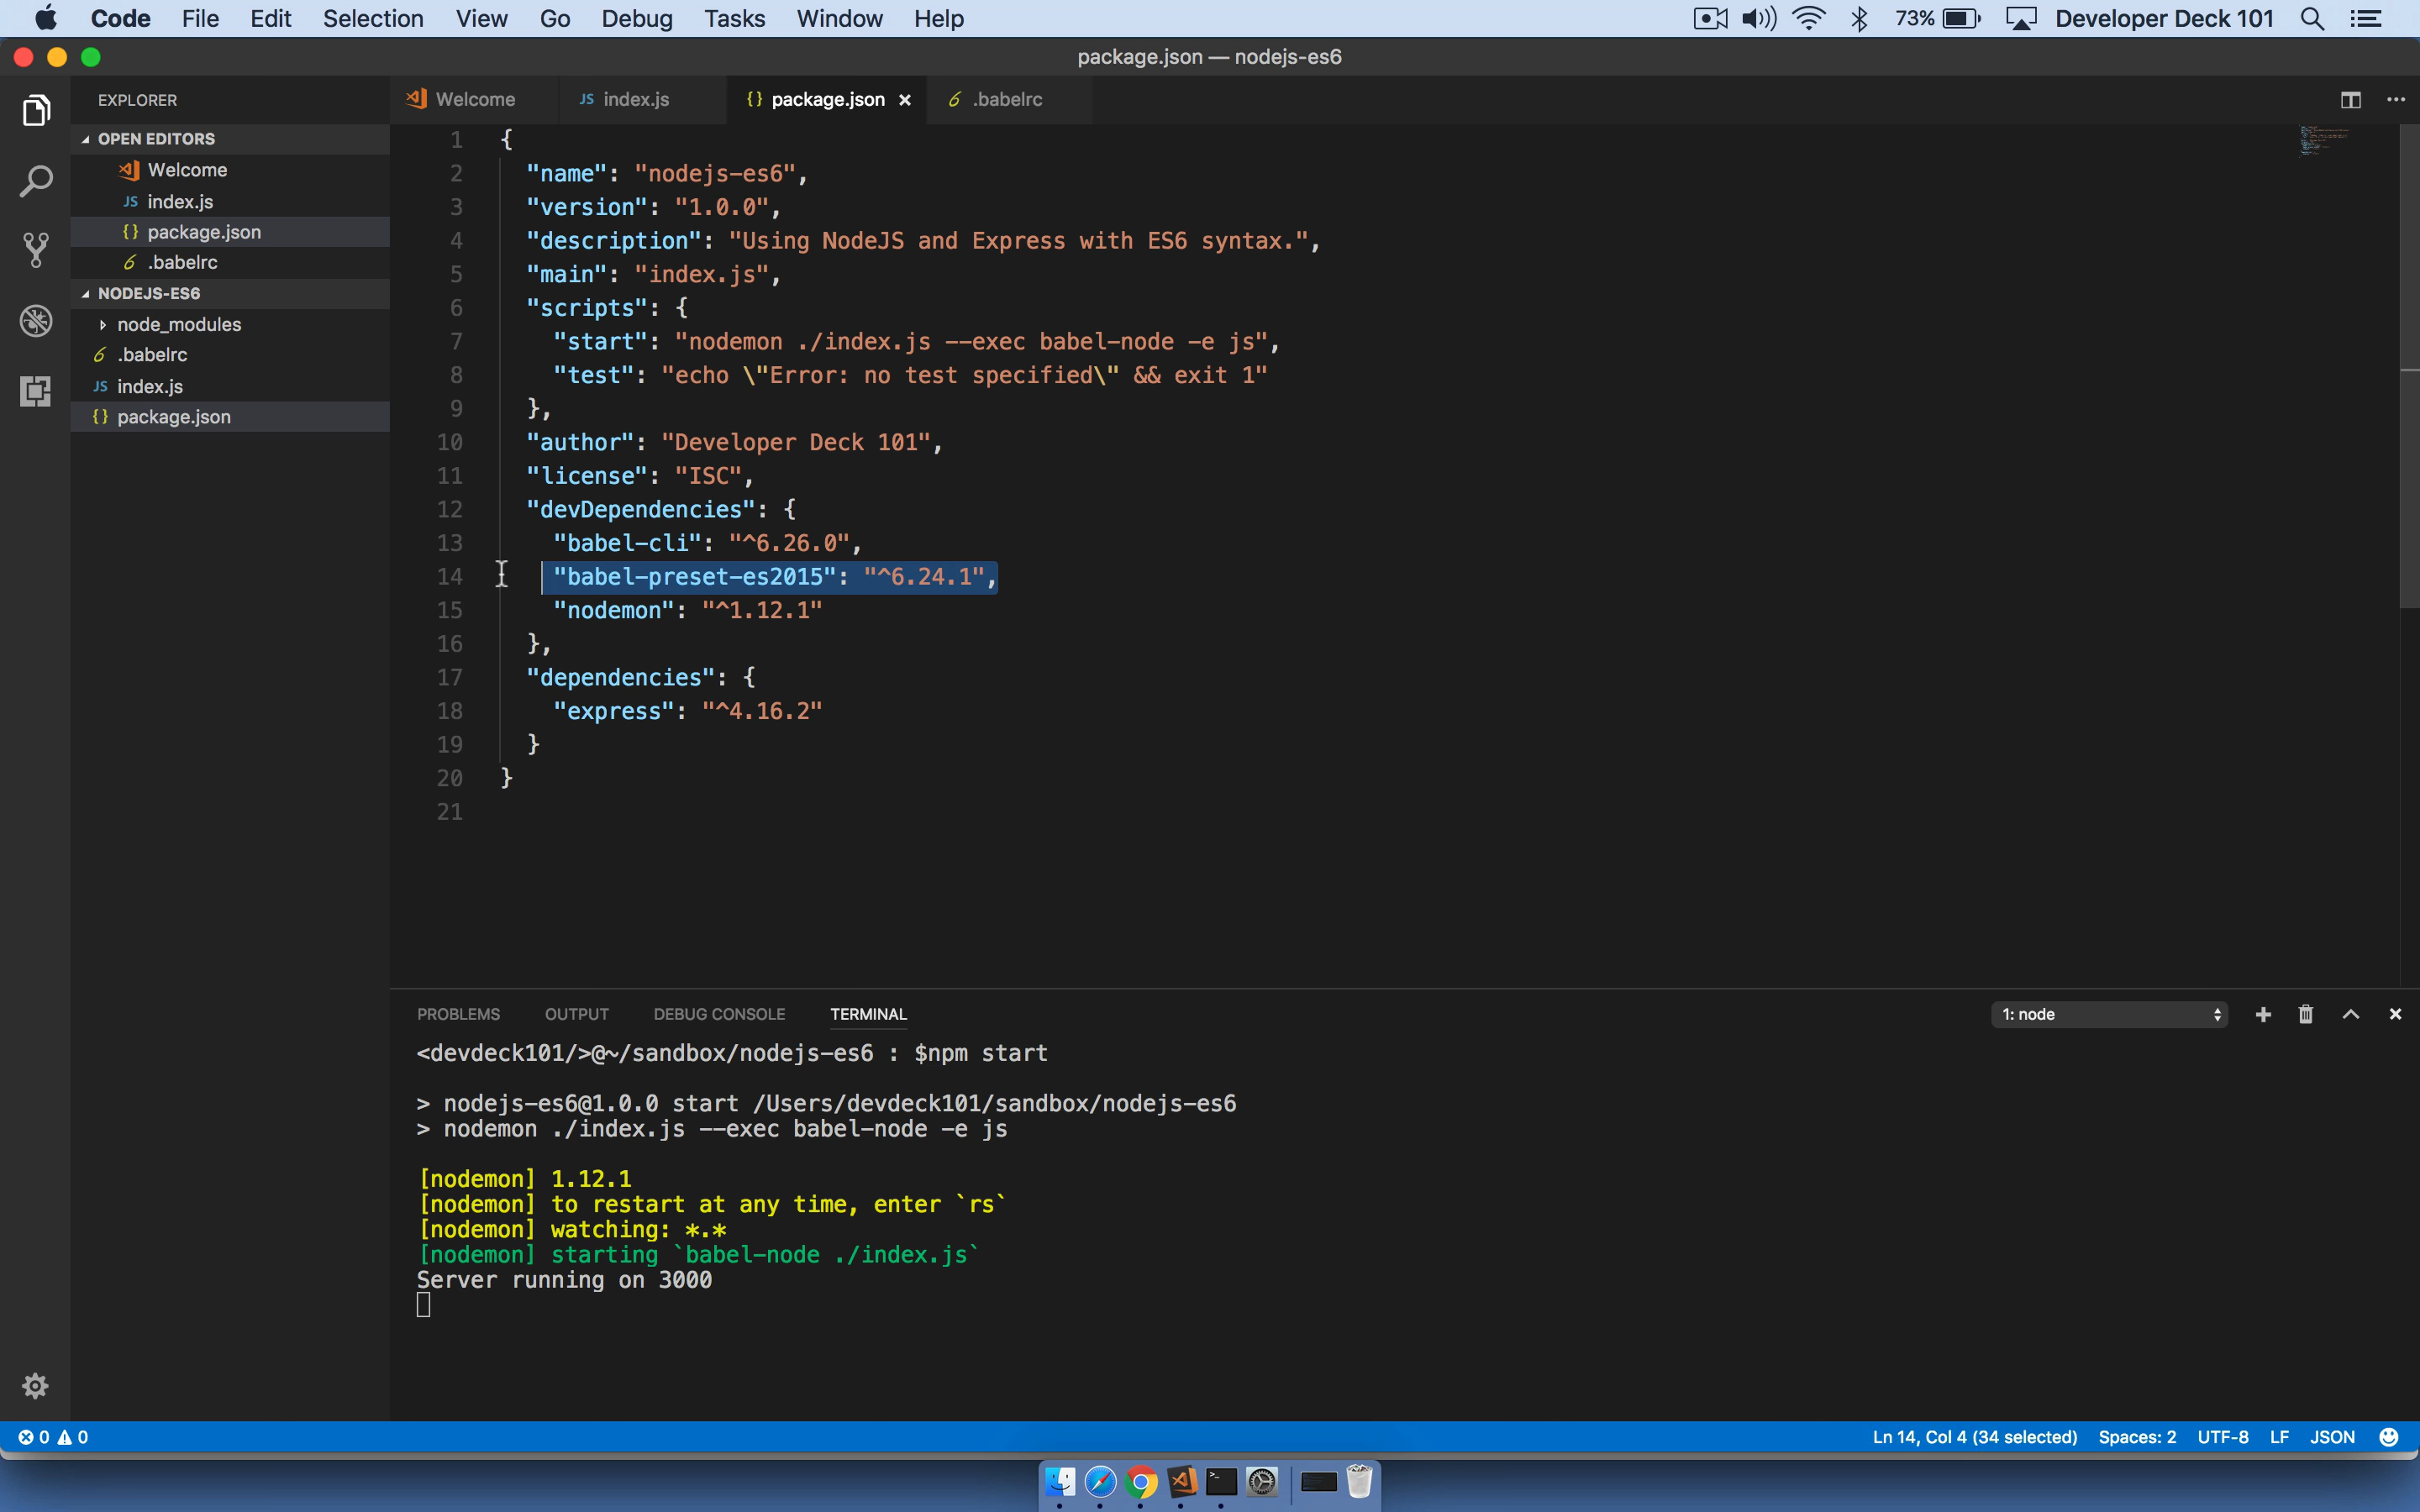 Code File Edit Selection View Go Debug Tasks Window Help 73% Developer Deck 101
package.json — nodejs-es6
EXPLORER
OPEN EDITORS
Welcome
JS index.js
{} package.json
.babelrc
NODEJS-ES6
node_modules
.babelrc
JS index.js
{} package.json
Welcome JS index.js {} package.json × .babelrc
1 {
2 "name": "nodejs-es6",
3 "version": "1.0.0",
4 "description": "Using NodeJS and Express with ES6 syntax.",
5 "main": "index.js",
6 "scripts": {
7 "start": "nodemon ./index.js --exec babel-node -e js",
8 "test": "echo \"Error: no test specified\" && exit 1"
9 },
10 "author": "Developer Deck 101",
11 "license": "ISC",
12 "devDependencies": {
13 "babel-cli": "^6.26.0",
14 "babel-preset-es2015": "^6.24.1",
15 "nodemon": "^1.12.1"
16 },
17 "dependencies": {
18 "express": "^4.16.2"
19 }
20 }
21
PROBLEMS OUTPUT DEBUG CONSOLE TERMINAL 1: node
<devdeck101/>@~/sandbox/nodejs-es6 : $npm start
> nodejs-es6@1.0.0 start /Users/devdeck101/sandbox/nodejs-es6
> nodemon ./index.js --exec babel-node -e js
[nodemon] 1.12.1
[nodemon] to restart at any time, enter `rs`
[nodemon] watching: *.*
[nodemon] starting `babel-node ./index.js`
Server running on 3000
0 0 Ln 14, Col 4 (34 selected) Spaces: 2 UTF-8 LF JSON